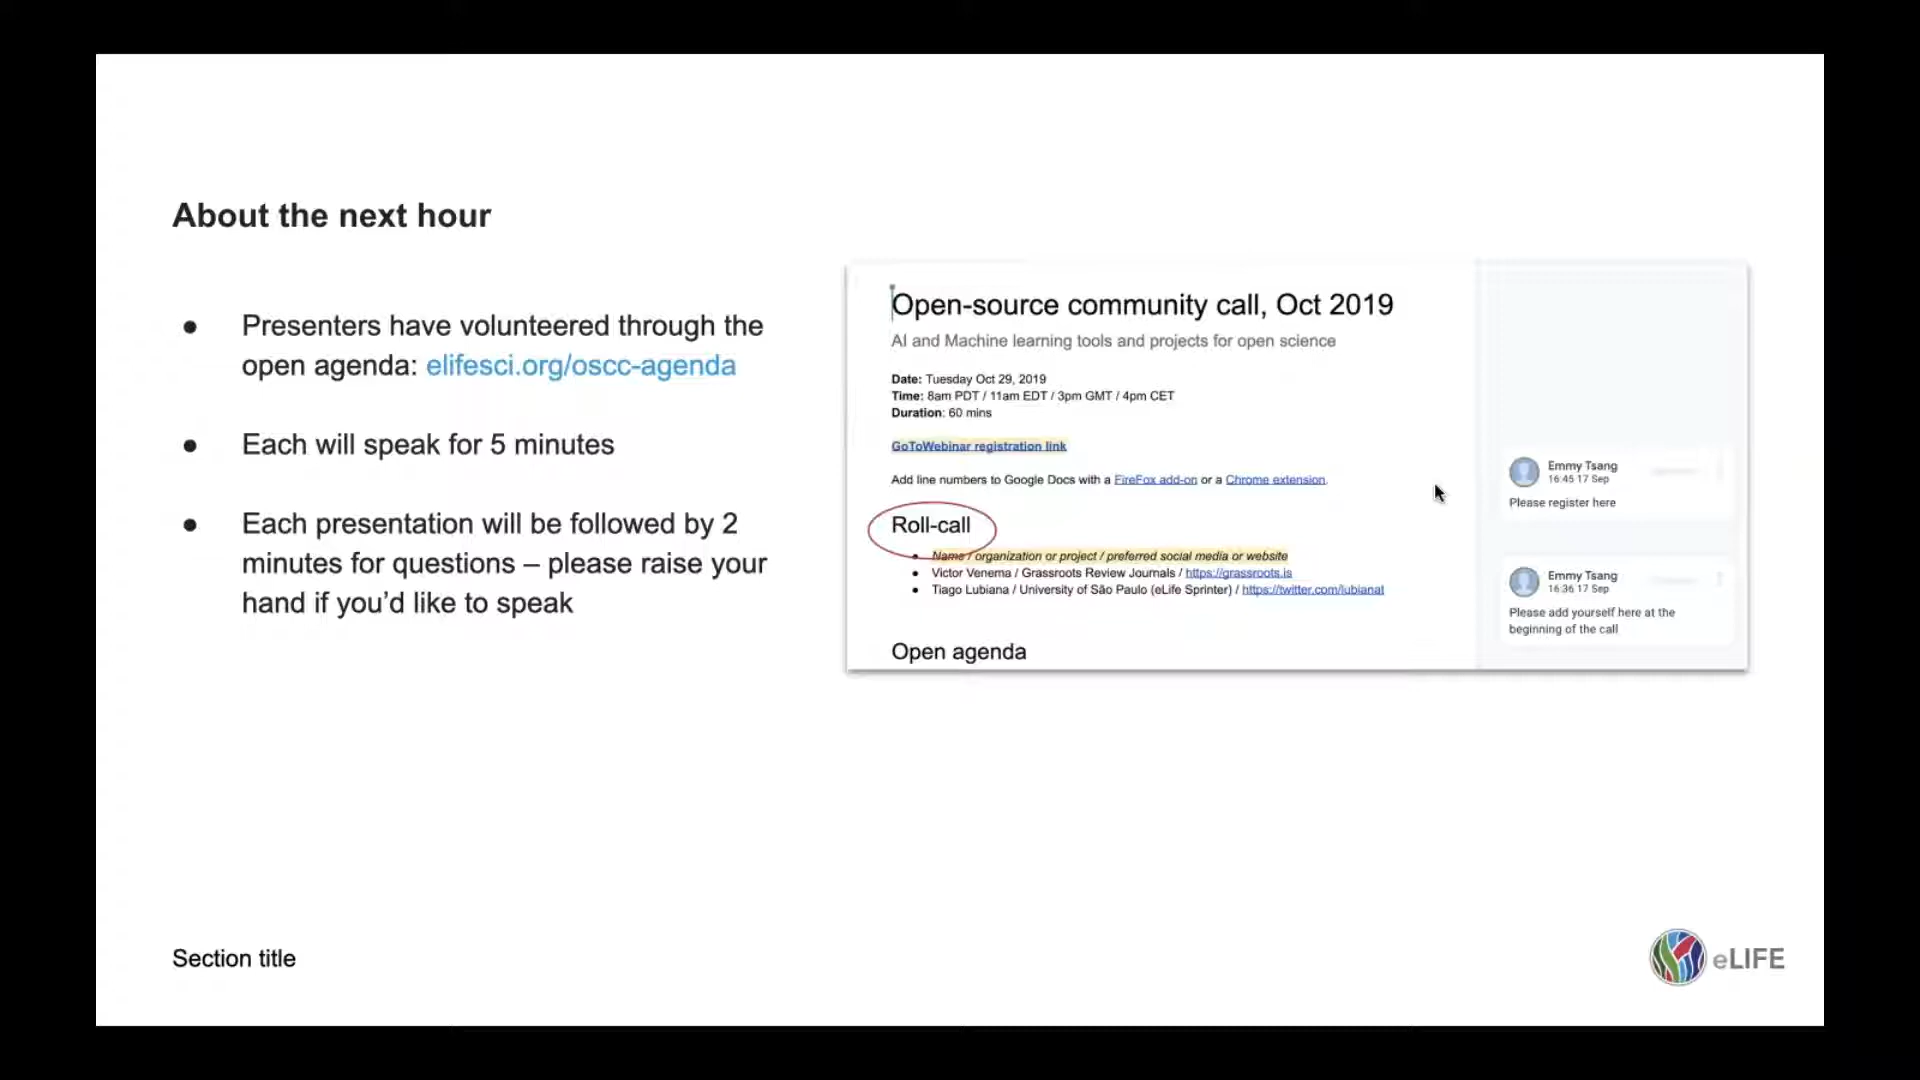 About the next hour
● Presenters have volunteered through the
open agenda: elifesci.org/oscc-agenda
● Each will speak for 5 minutes
● Each presentation will be followed by 2
minutes for questions – please raise your
hand if you’d like to speak
Open-source community call, Oct 2019
AI and Machine learning tools and projects for open science
Date: Tuesday Oct 29, 2019
Time: 8am PDT / 11am EDT / 3pm GMT / 4pm CET
Duration: 60 mins
GoToWebinar registration link
Add line numbers to Google Docs with a FireFox add-on or a Chrome extension.
Roll-call
● Name / organization or project / preferred social media or website
● Victor Venema / Grassroots Review Journals / https://grassroots.is
● Tiago Lubiana / University of São Paulo (eLife Sprinter) / https://twitter.com/lubianat
Open agenda
Emmy Tsang
16:45 17 Sep
Please register here
Emmy Tsang
16:36 17 Sep
Please add yourself here at the
beginning of the call
Section title
eLIFE